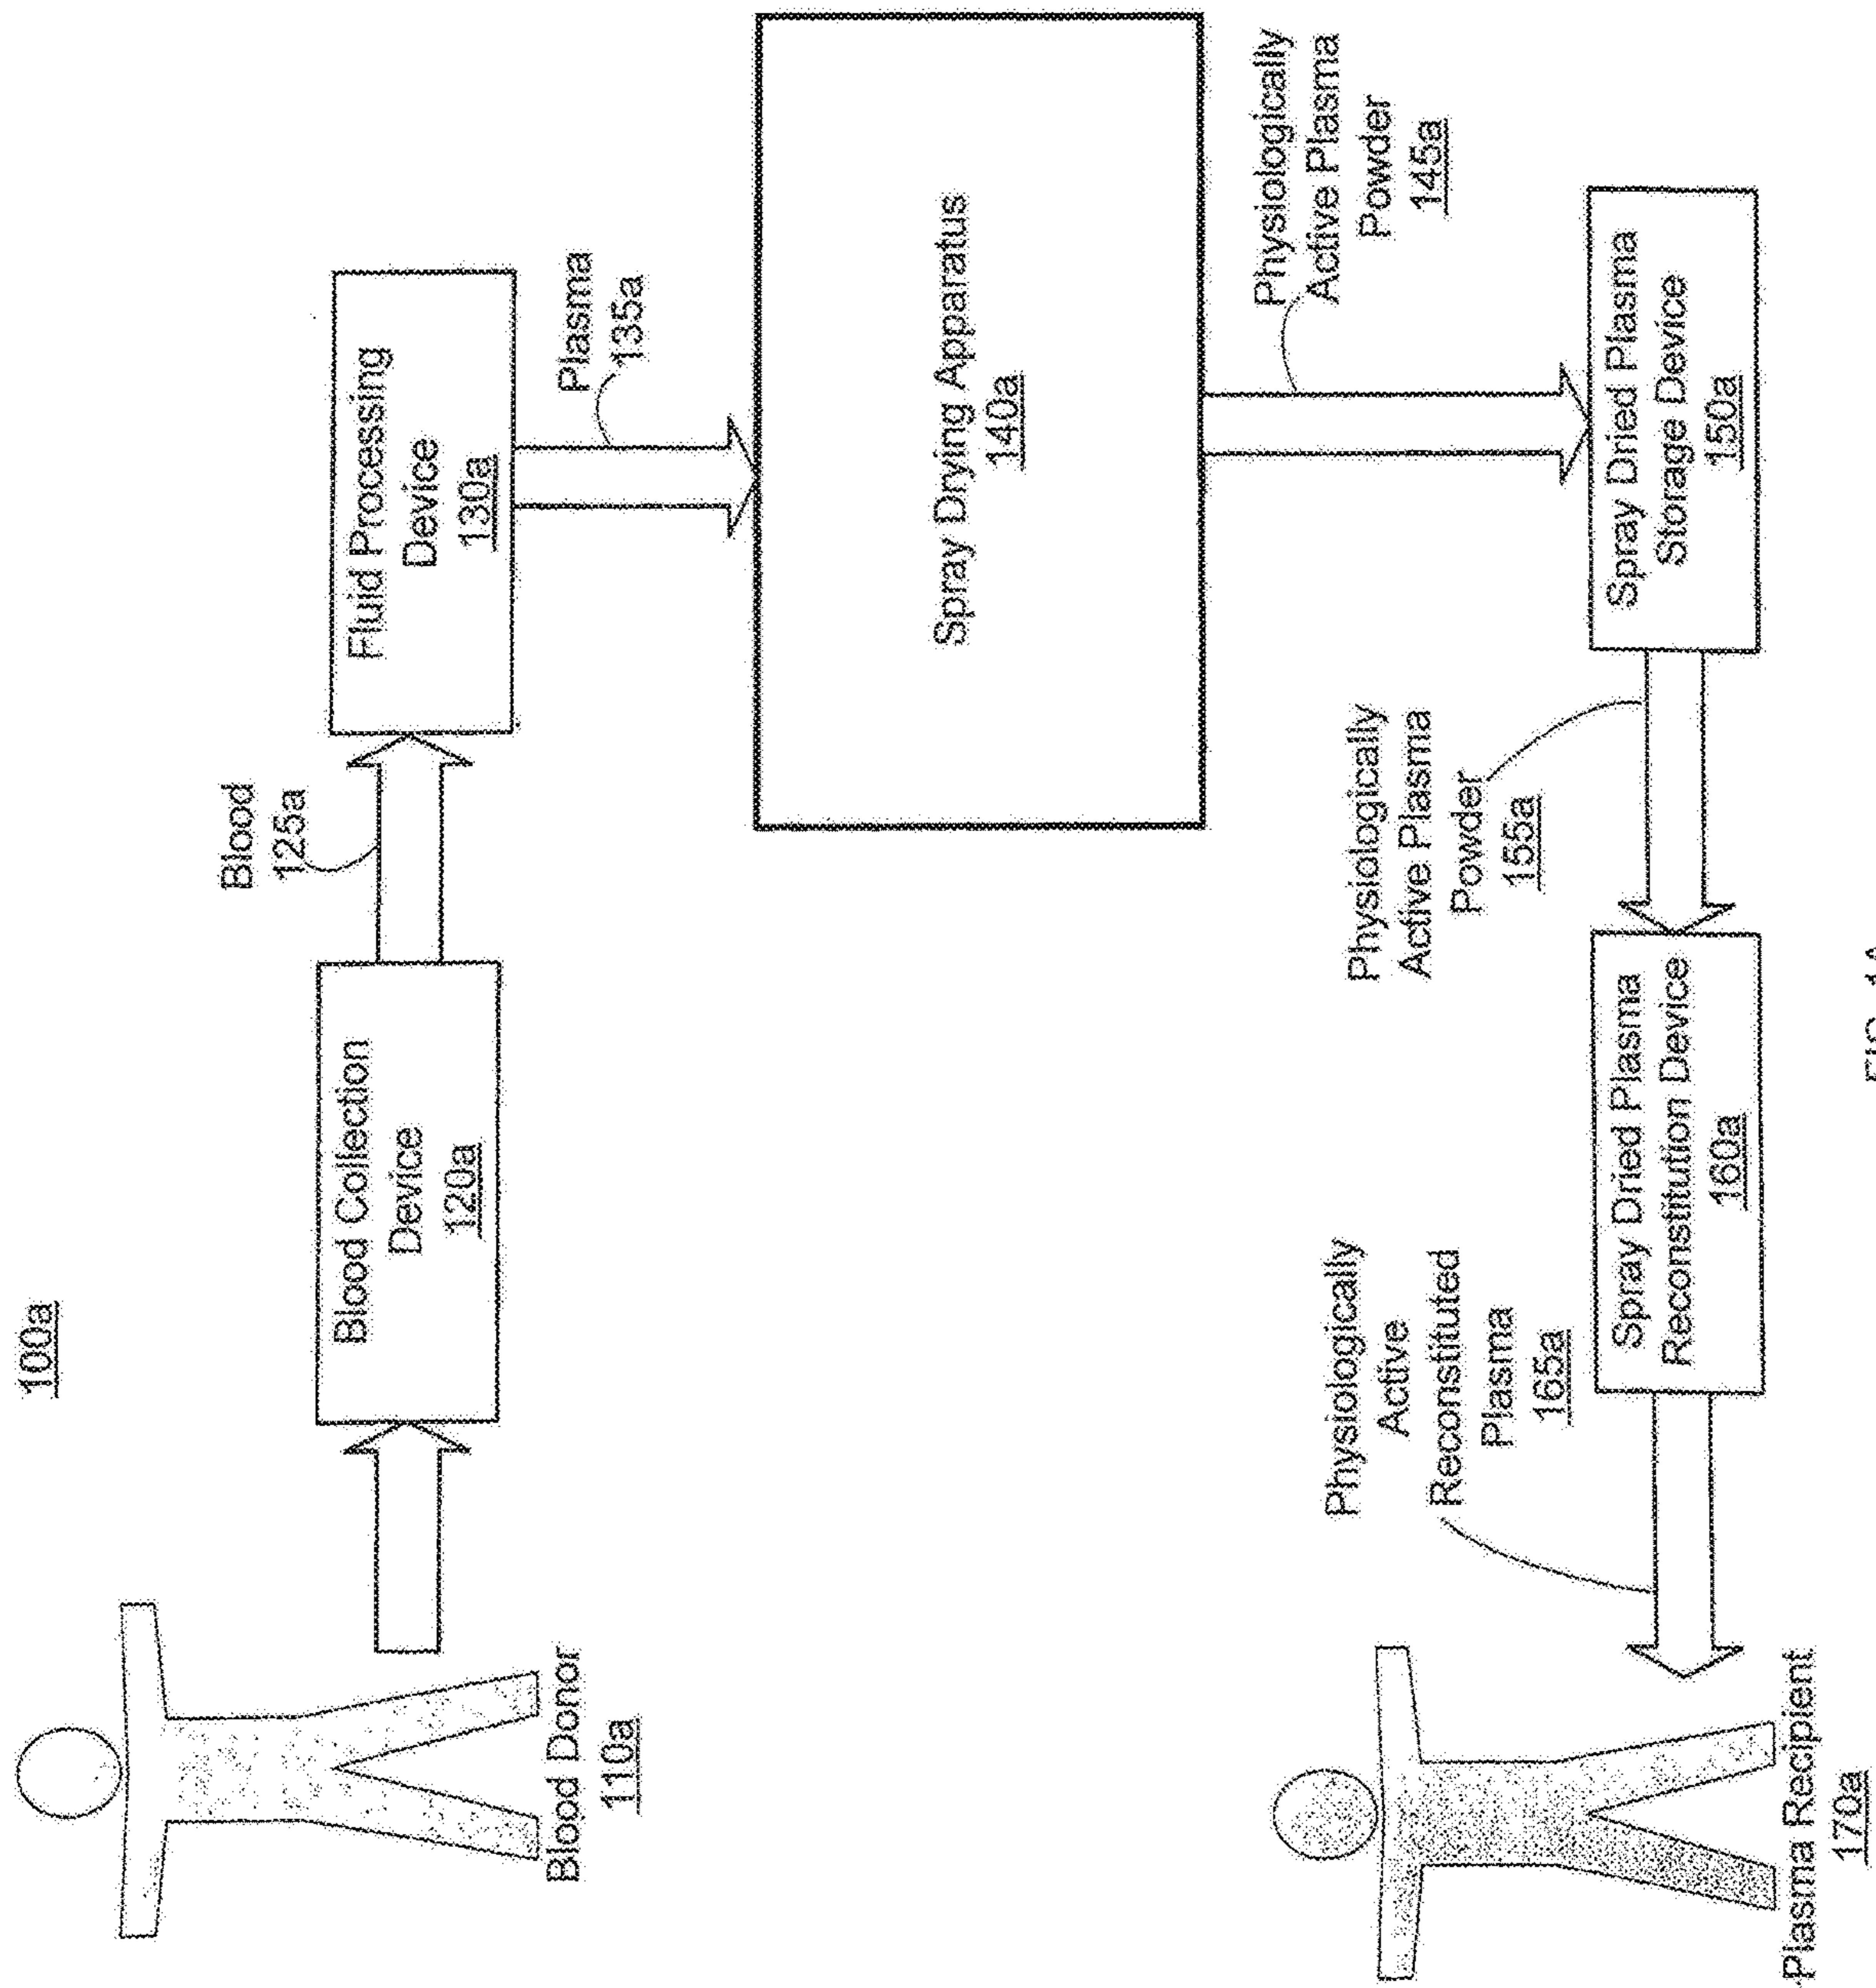 100a
Blood Donor
110a
Blood Collection
Device
120a
Blood
125a
Fluid Processing
Device
130a
Plasma
135a
Spray Drying Apparatus
140a
Physiologically
Active Plasma
Powder
145a
Spray Dried Plasma
Storage Device
150a
Physiologically
Active Plasma
Powder
155a
Spray Dried Plasma
Reconstitution Device
160a
Physiologically
Active
Reconstituted
Plasma
165a
Plasma Recipient
170a
FIG. 1A